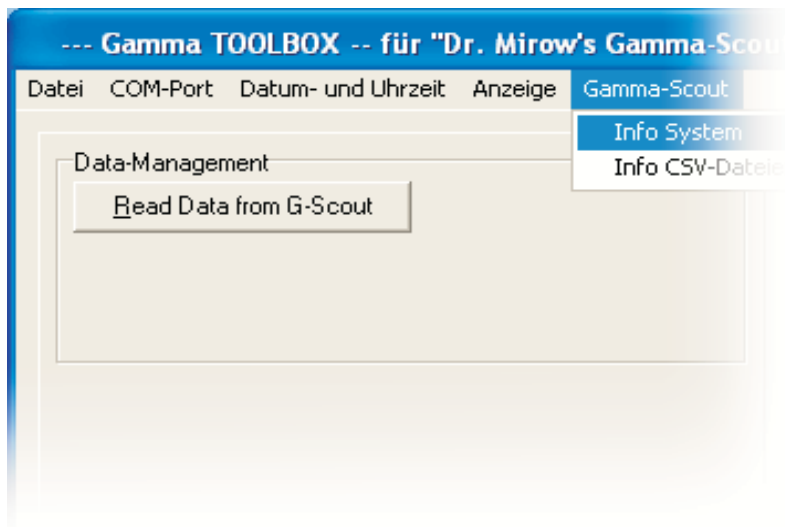 --- Gamma TOOLBOX -- für "Dr. Mirow's Gamma-Scou
Datei COM-Port Datum- und Uhrzeit Anzeige Gamma-Scout
Info System
Info CSV-Dateie
Data-Management
Read Data from G-Scout